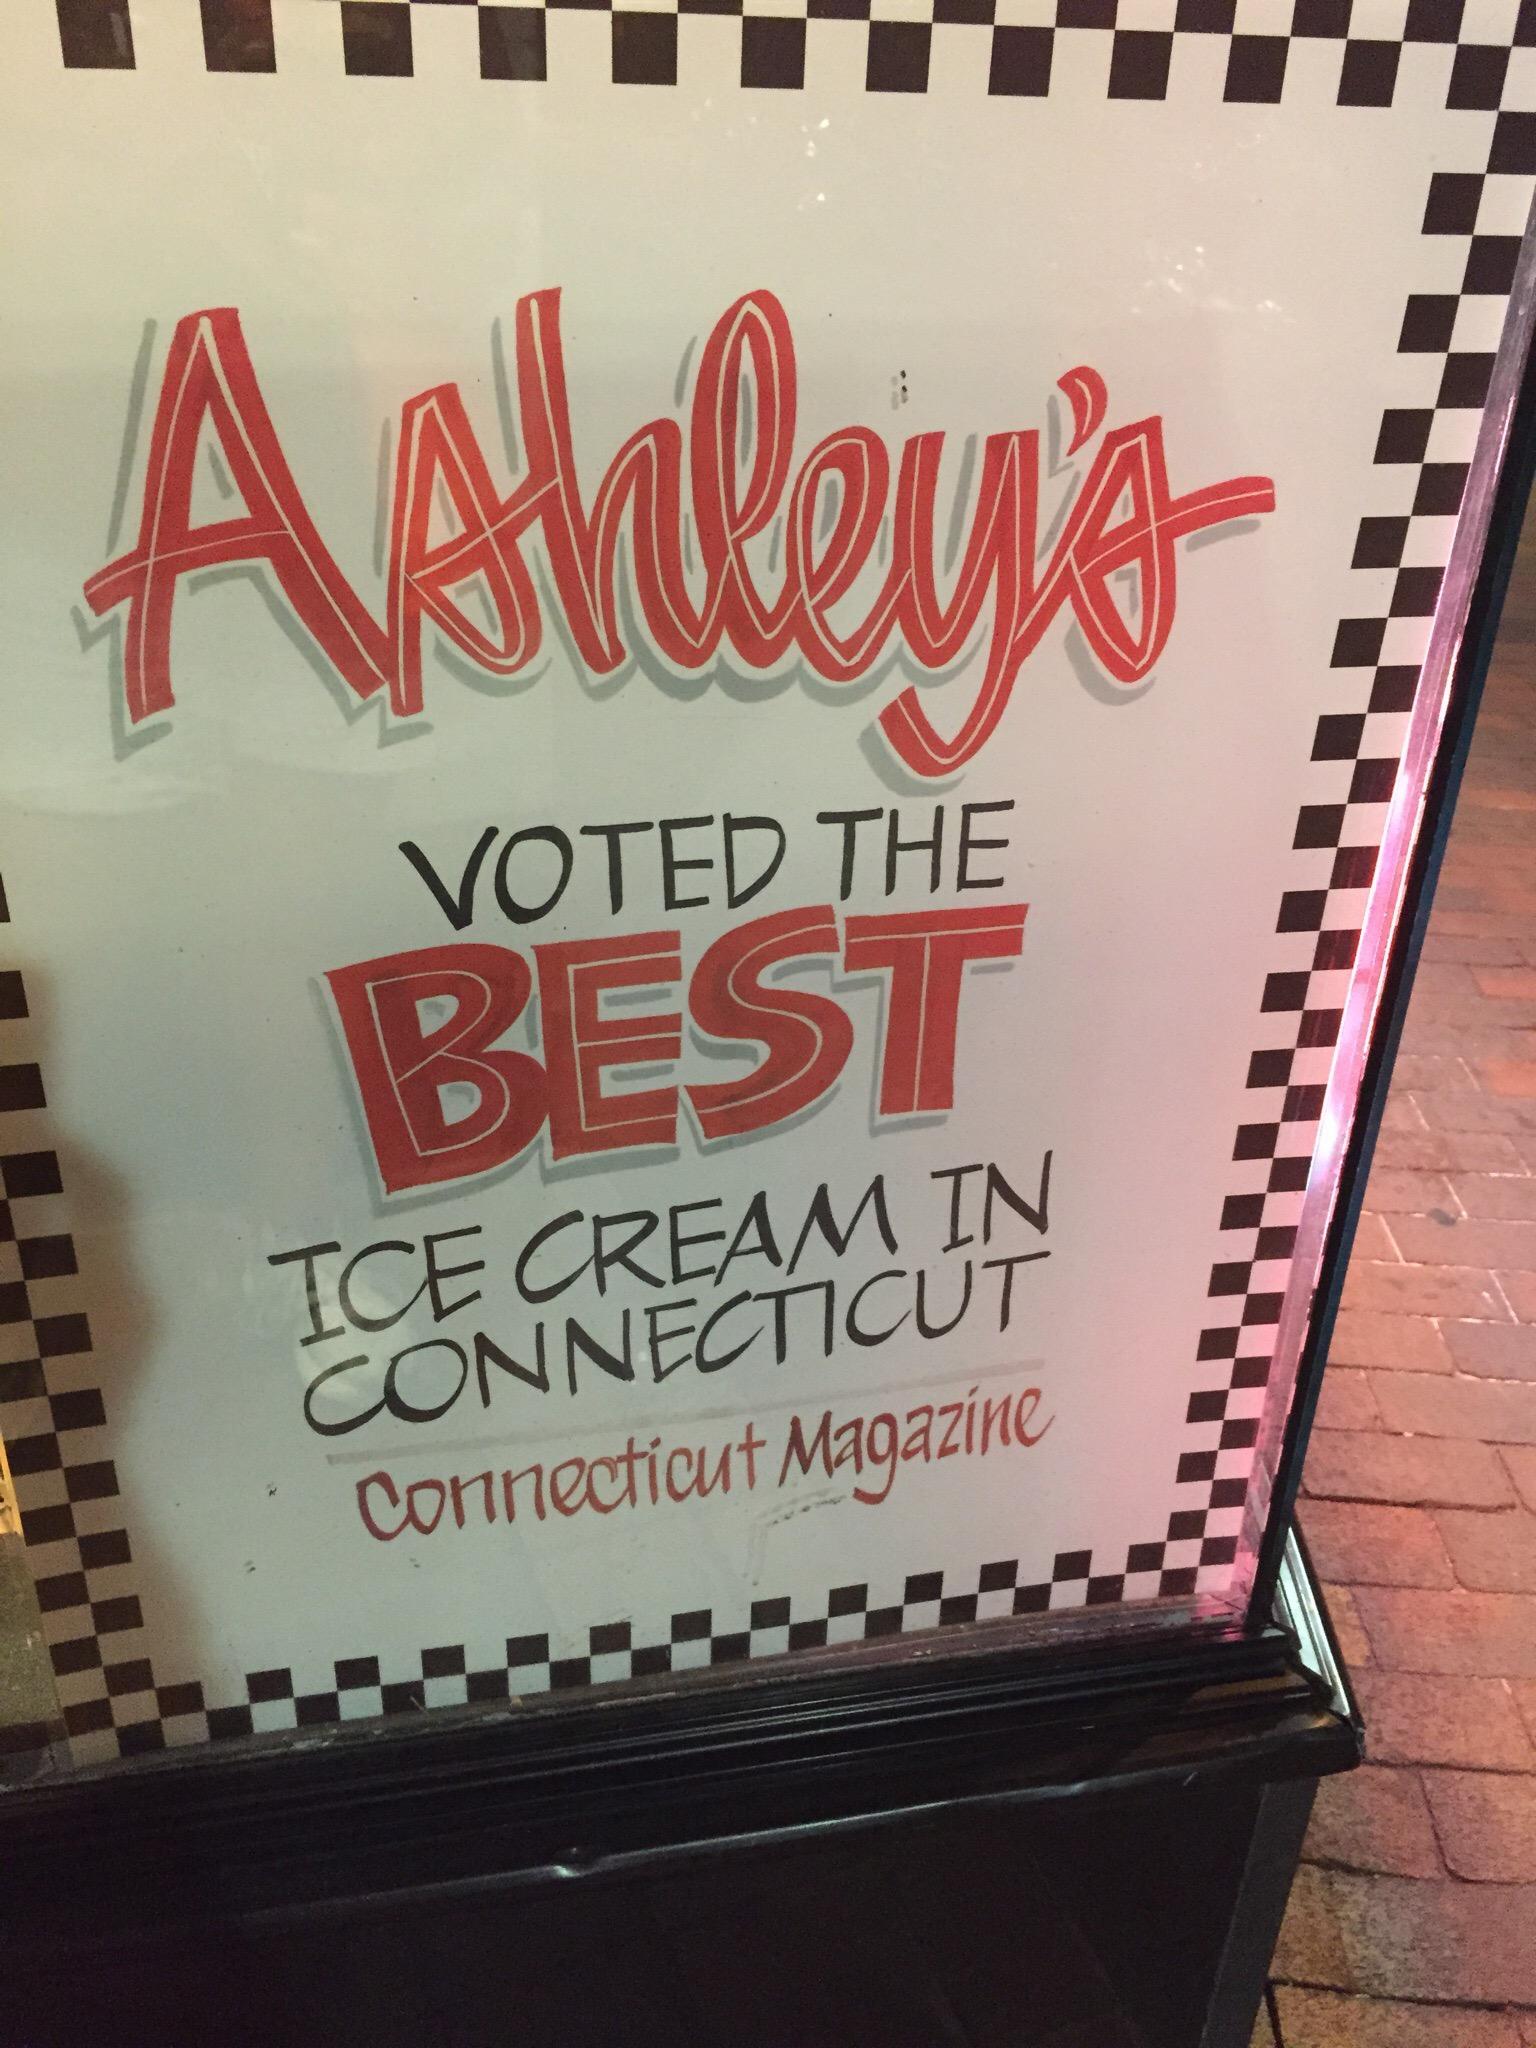 Ashley's
VOTED THE
BEST
ICE CREAM IN
CONNECTICUT
Connecticut Magazine